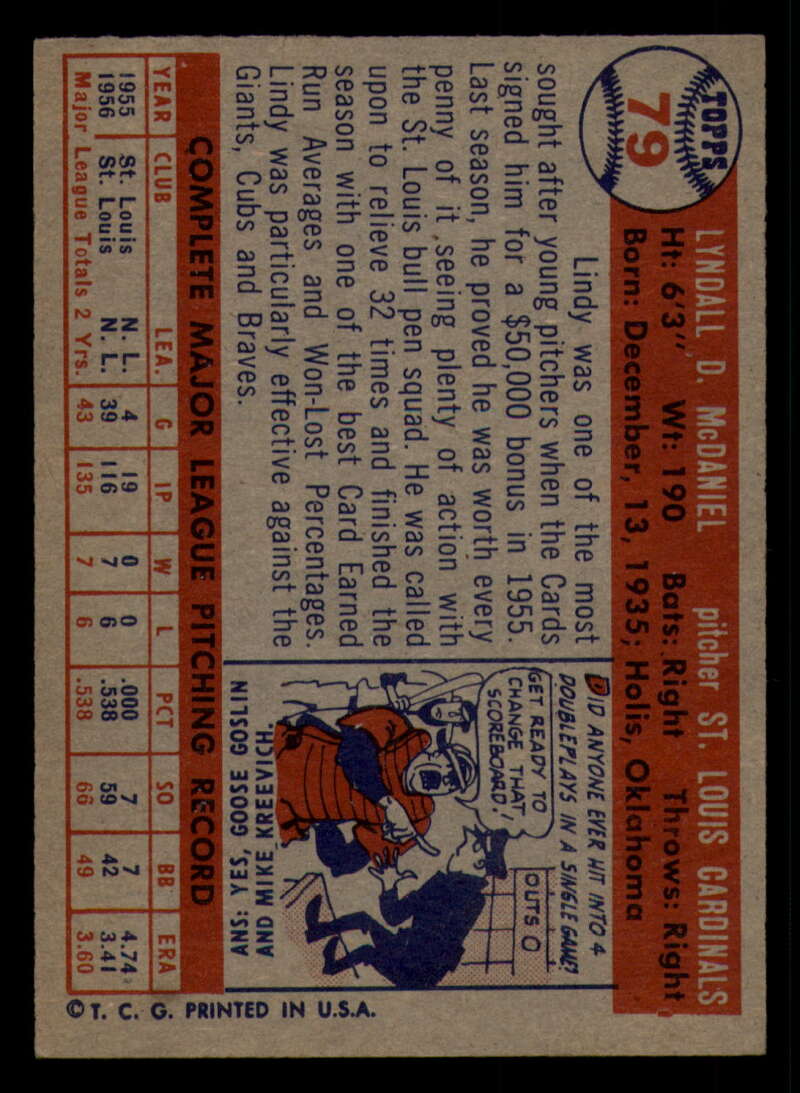 TOPPS
79
LYNDALL D. McDANIEL pitcher ST. LOUIS CARDINALS
Ht: 6'3" Wt: 190 Bats: Right Throws: Right
Born: December, 13, 1935; Holis, Oklahoma
Lindy was one of the most
sought after young pitchers when the Cards
signed him for a $50,000 bonus in 1955.
Last season, he proved he was worth every
penny of it seeing plenty of action with
the St. Louis bull pen squad. He was called
upon to relieve 32 times and finished the
season with one of the best Card Earned
Run Averages and Won-Lost Percentages.
Lindy was particularly effective against the
Giants, Cubs and Braves.
DID ANYONE EVER HIT INTO 4
DOUBLEPLAYS IN A SINGLE GAME?
GET READY TO
CHANGE THAT
SCOREBOARD!
OUTS 0
ANS: YES, GOOSE GOSLIN
AND MIKE KREEVICH.
COMPLETE MAJOR LEAGUE PITCHING RECORD
YEAR CLUB LEA. G IP W L PCT SO BB ERA
1955 St. Louis N. L. 4 19 0 0 .000 7 7 4.74
1956 St. Louis N. L. 39 116 7 6 .538 59 42 3.41
Major League Totals 2 Yrs. 43 135 7 6 .538 66 49 3.60
© T. C. G. PRINTED IN U.S.A.